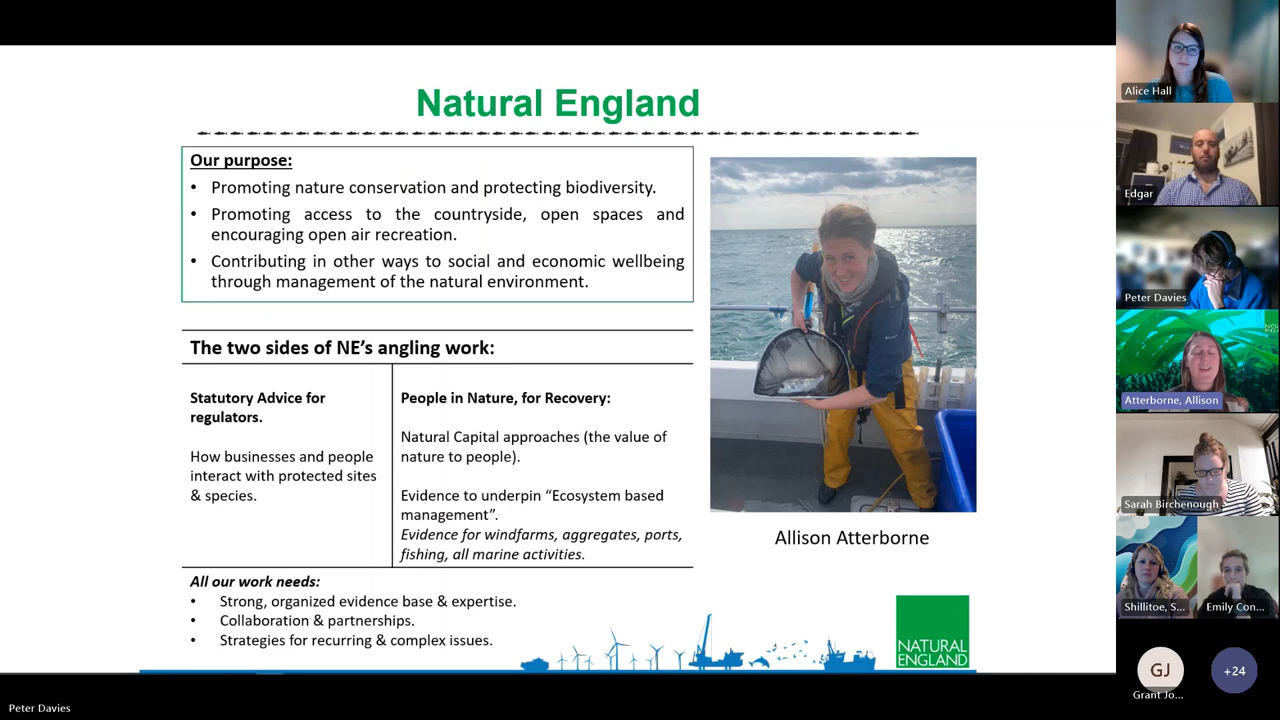 Natural England
Our purpose:
• Promoting nature conservation and protecting biodiversity.
• Promoting access to the countryside, open spaces and
encouraging open air recreation.
• Contributing in other ways to social and economic wellbeing
through management of the natural environment.
The two sides of NE's angling work:
Statutory Advice for
regulators.
How businesses and people
interact with protected sites
& species.
People in Nature, for Recovery:
Natural Capital approaches (the value of
nature to people).
Evidence to underpin “Ecosystem based
management”.
Evidence for windfarms, aggregates, ports,
fishing, all marine activities.
All our work needs:
• Strong, organized evidence base & expertise.
• Collaboration & partnerships.
• Strategies for recurring & complex issues.
Allison Atterborne
NATURAL
ENGLAND
Peter Davies
Alice Hall
Edgar
Peter Davies
Atterborne, Allison
Sarah Birchenough
Shillitoe, S...
Emily Con...
GJ
Grant Jo...
+24